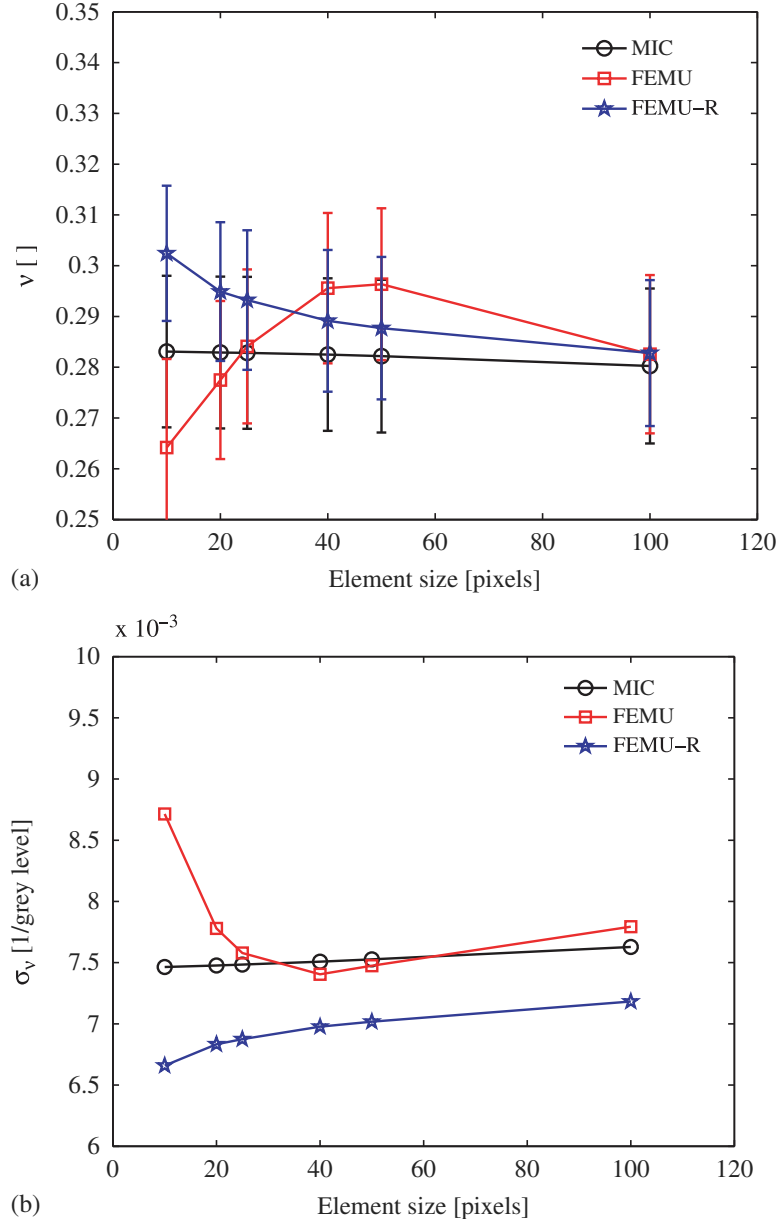 0.35
0.34
0.33
0.32
0.31
0.3
0.29
0.28
0.27
0.26
0.25
ν [ ]
MIC
FEMU
FEMU–R
0 20 40 60 80 100 120
Element size [pixels]
(a)
x 10⁻³
10
9.5
9
8.5
8
7.5
7
6.5
6
σᵥ [1/grey level]
MIC
FEMU
FEMU–R
0 20 40 60 80 100 120
Element size [pixels]
(b)